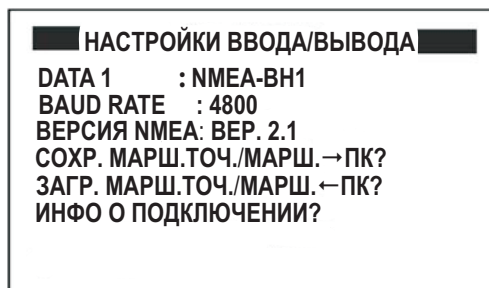 НАСТРОЙКИ ВВОДА/ВЫВОДА
DATA 1 : NMEA-ВН1
BAUD RATE : 4800
ВЕРСИЯ NMEA: ВЕР. 2.1
СОХР. МАРШ.ТОЧ./МАРШ.→ПК?
ЗАГР. МАРШ.ТОЧ./МАРШ.←ПК?
ИНФО О ПОДКЛЮЧЕНИИ?